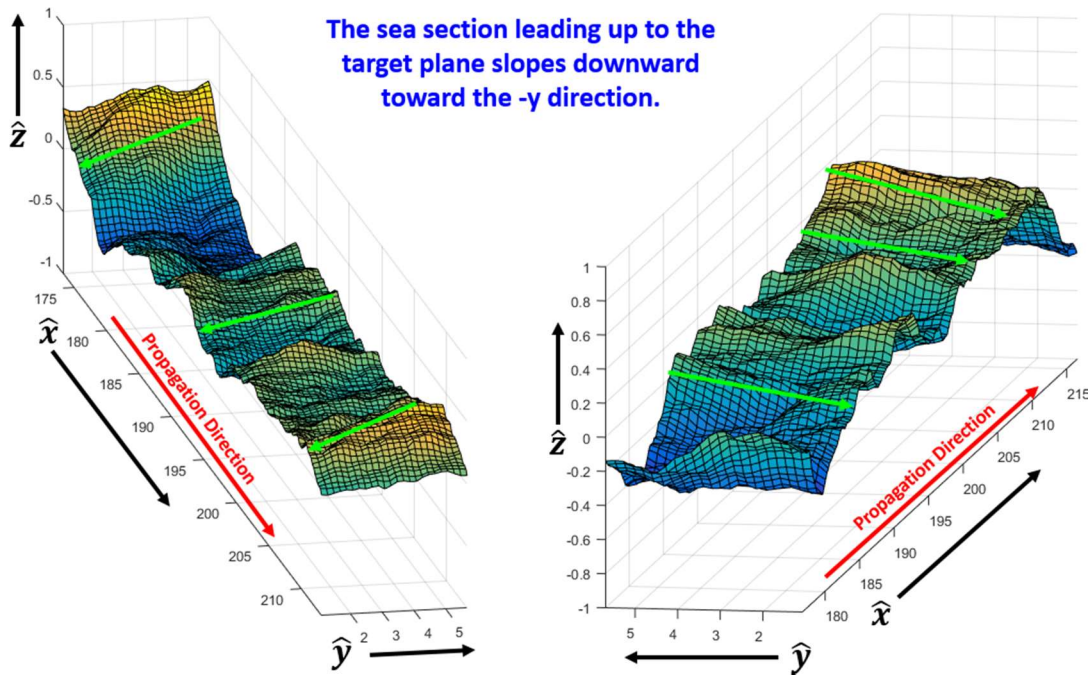 The sea section leading up to the
target plane slopes downward
toward the -y direction.
1
0.5
0
-0.5
-1
ẑ
175
180
185
190
195
200
205
210
x̂
Propagation Direction
2 3 4 5
ŷ
1
0.8
0.6
0.4
0.2
0
-0.2
-0.4
-0.6
-0.8
-1
ẑ
5 4 3 2
ŷ
180
185
190
195
200
205
210
215
x̂
Propagation Direction